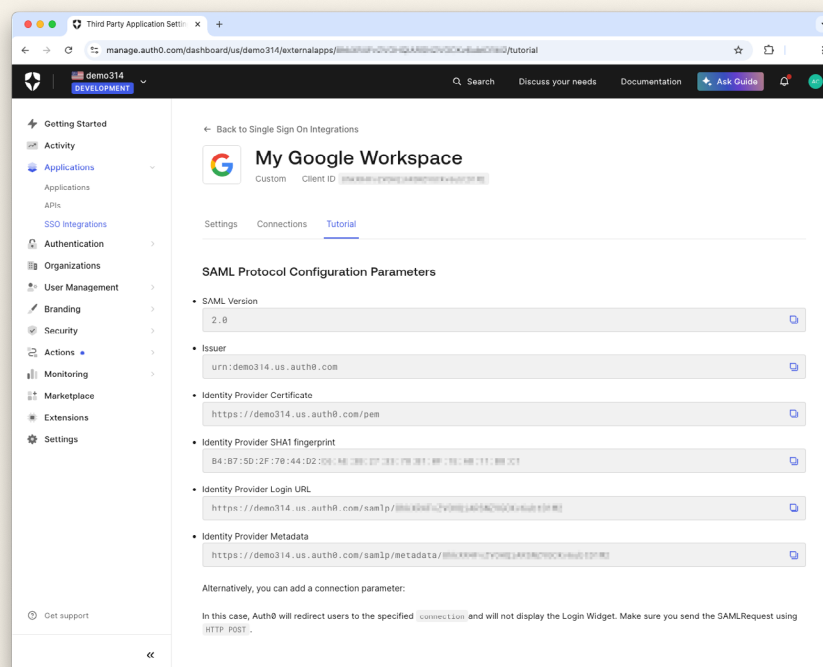 Third Party Application Settin
manage.auth0.com/dashboard/us/demo314/externalapps/ /tutorial
demo314
DEVELOPMENT
Search
Discuss your needs
Documentation
Ask Guide
Getting Started
Activity
Applications
Applications
APIs
SSO Integrations
Authentication
Organizations
User Management
Branding
Security
Actions
Monitoring
Marketplace
Extensions
Settings
Get support
← Back to Single Sign On Integrations
My Google Workspace
Custom Client ID
Settings Connections Tutorial
SAML Protocol Configuration Parameters
• SAML Version
2.0
• Issuer
urn:demo314.us.auth0.com
• Identity Provider Certificate
https://demo314.us.auth0.com/pem
• Identity Provider SHA1 fingerprint
B4:B7:5D:2F:70:44:D2:
• Identity Provider Login URL
https://demo314.us.auth0.com/samlp/
• Identity Provider Metadata
https://demo314.us.auth0.com/samlp/metadata/
Alternatively, you can add a connection parameter:
In this case, Auth0 will redirect users to the specified connection and will not display the Login Widget. Make sure you send the SAMLRequest using
HTTP POST .